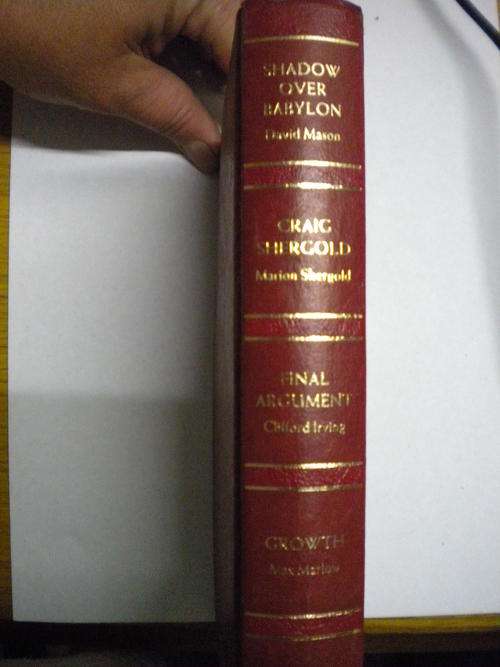 SHADOW
OVER
BABYLON
David Mason
CRAIG
SHERGOLD
Marion Shergold
FINAL
ARGUMENT
Clifford Irving
GROWTH
Max Marlow